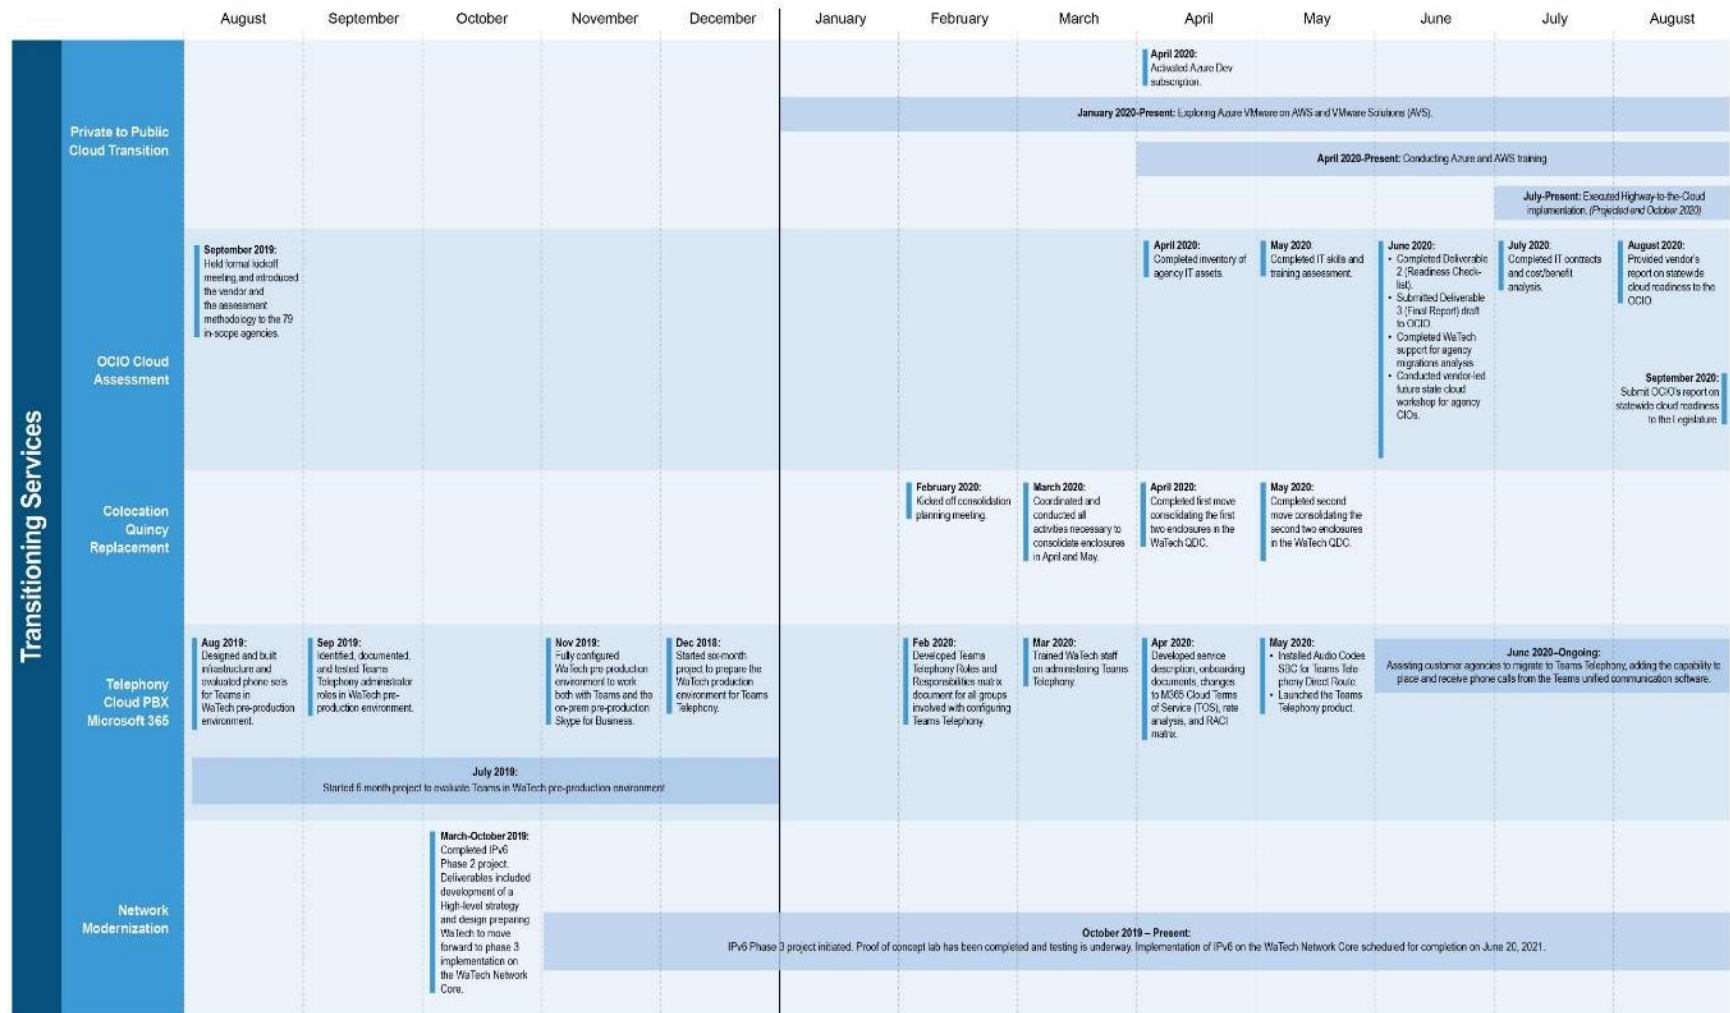 August September October November December January February March April May June July August
Transitioning Services
Private to Public
Cloud Transition
April 2020:
Activated Azure Dev
subscription.
January 2020-Present: Exploring Azure VMware on AWS and VMware Solutions (AVS).
April 2020-Present: Conducting Azure and AWS training
July-Present: Executed Highway-to-the-Cloud
implementation. (Projected end October 2020)
OCIO Cloud
Assessment
September 2019:
Held formal kickoff
meeting,and introduced
the vendor and
the assessment
methodology to the 79
in-scope agencies.
April 2020:
Completed inventory of
agency IT assets.
May 2020:
Completed IT skills and
training assessment.
June 2020:
• Completed Deliverable
2 (Readiness Check-
list).
• Submitted Deliverable
3 (Final Report) draft
to OCIO.
• Completed WaTech
support for agency
migrations analysis
• Conducted vendor-led
future state cloud
workshop for agency
CIOs.
July 2020:
Completed IT contracts
and cost/benefit
analysis.
August 2020:
Provided vendor's
report on statewide
cloud readiness to the
OCIO.
September 2020:
Submit OCIO's report on
statewide cloud readiness
to the Legislature
Colocation
Quincy
Replacement
February 2020:
Kicked off consolidation
planning meeting.
March 2020:
Coordinated and
conducted all
activities necessary to
consolidate enclosures
in April and May.
April 2020:
Completed first move
consolidating the first
two enclosures in the
WaTech QDC.
May 2020:
Completed second
move consolidating the
second two enclosures
in the WaTech QDC.
Telephony
Cloud PBX
Microsoft 365
Aug 2019:
Designed and built
infrastructure and
evaluated phone sets
for Teams in
WaTech pre-production
environment.
Sep 2019:
Identified, documented,
and tested Teams
Telephony administrator
roles in WaTech pre-
production environment.
Nov 2019:
Fully configured
WaTech pre production
environment to work
both with Teams and the
on-prem pre-production
Skype for Business.
Dec 2018:
Started six-month
project to prepare the
WaTech production
environment for Teams
Telephony.
Feb 2020:
Developed Teams
Telephony Roles and
Responsibilities matrix
document for all groups
involved with configuring
Teams Telephony.
Mar 2020:
Trained WaTech staff
on administering Teams
Telephony.
Apr 2020:
Developed service
description, onboarding
documents, changes
to M365 Cloud Terms
of Service (TOS), rate
analysis, and RACI
matrix.
May 2020:
• Installed Audio Codes
SBC for Teams Tele
phony Direct Route.
• Launched the Teams
Telephony product.
June 2020–Ongoing:
Assisting customer agencies to migrate to Teams Telephony, adding the capability to
place and receive phone calls from the Teams unified communication software.
July 2019:
Started 6 month project to evaluate Teams in WaTech pre-production environment
Network
Modernization
March-October 2019:
Completed IPv6
Phase 2 project.
Deliverables included
development of a
High-level strategy
and design preparing
WaTech to move
forward to phase 3
implementation on
the WaTech Network
Core.
October 2019 – Present:
IPv6 Phase 3 project initiated. Proof of concept lab has been completed and testing is underway. Implementation of IPv6 on the WaTech Network Core scheduled for completion on June 20, 2021.